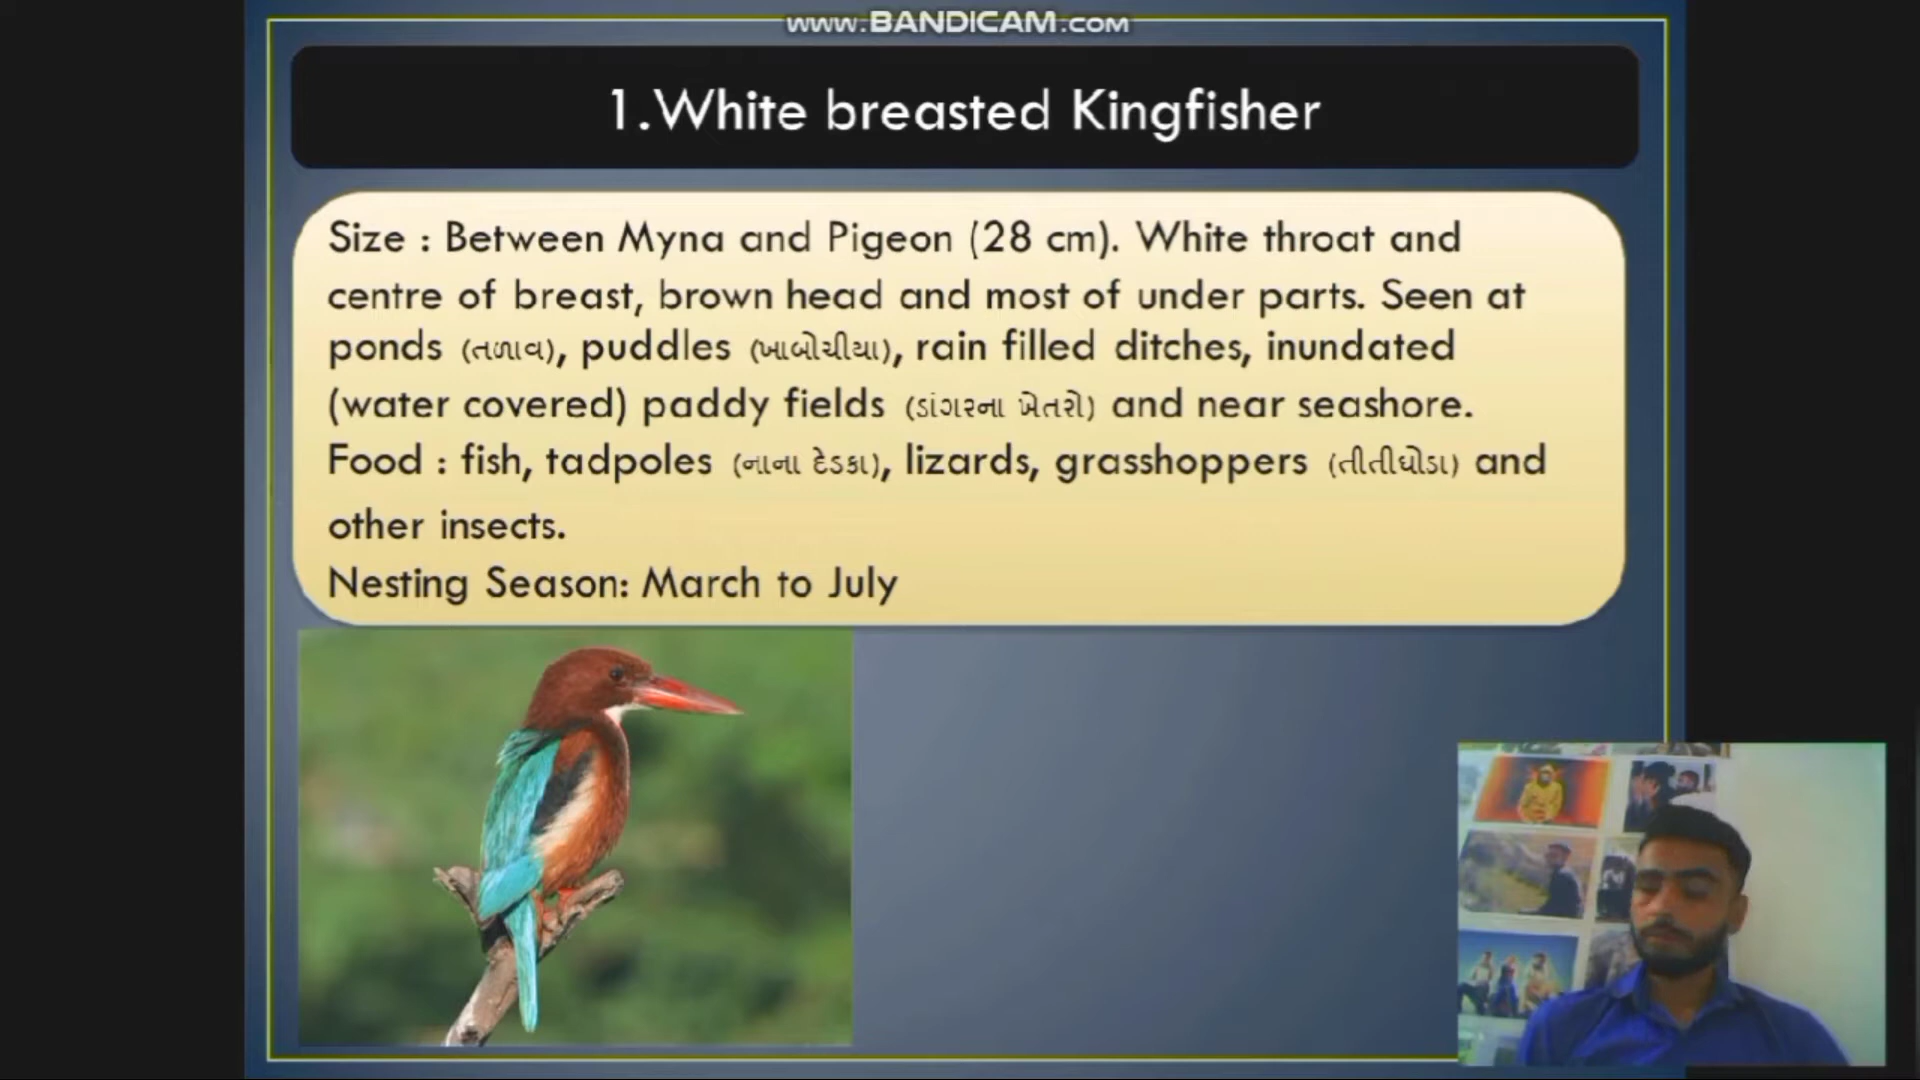 www.BANDICAM.COM
1.White breasted Kingfisher
Size : Between Myna and Pigeon (28 cm). White throat and
centre of breast, brown head and most of under parts. Seen at
ponds (તળાવ), puddles (ખાબોચીયા), rain filled ditches, inundated
(water covered) paddy fields (ડાંગરના ખેતરો) and near seashore.
Food : fish, tadpoles (નાના દેડકા), lizards, grasshoppers (તીતીઘોડા) and
other insects.
Nesting Season: March to July